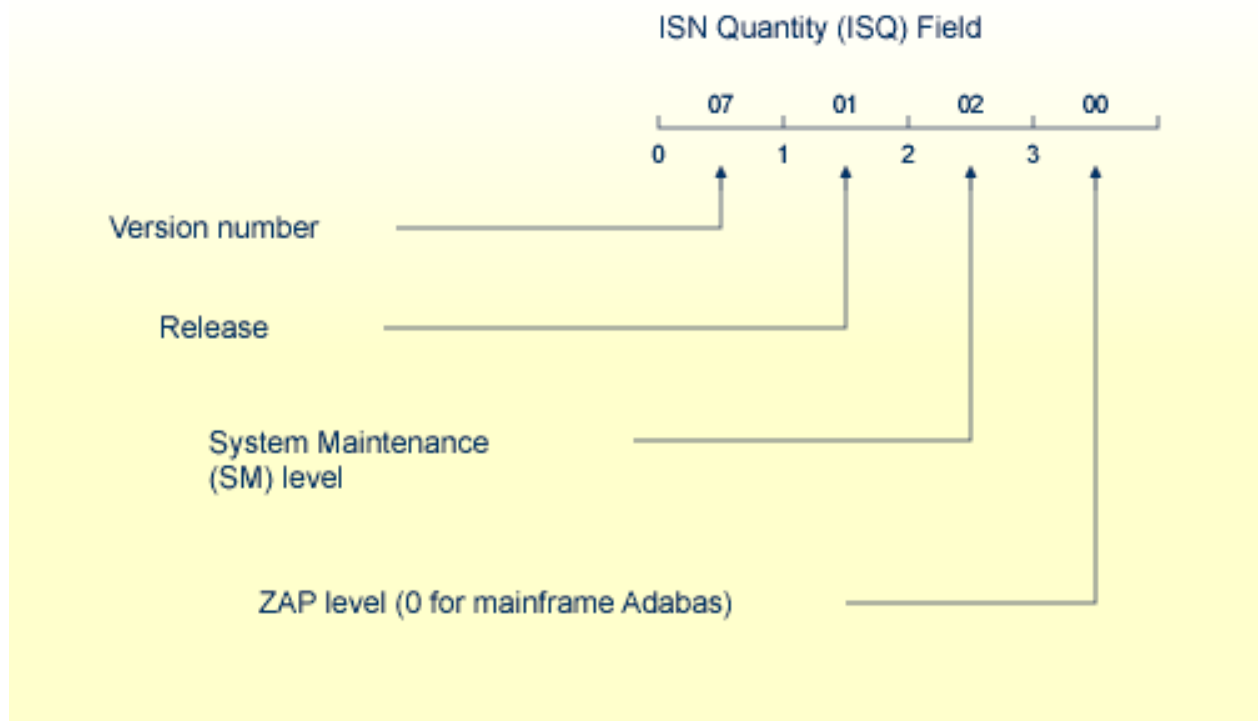 ISN Quantity (ISQ) Field
07 01 02 00
0 1 2 3
Version number
Release
System Maintenance
(SM) level
ZAP level (0 for mainframe Adabas)